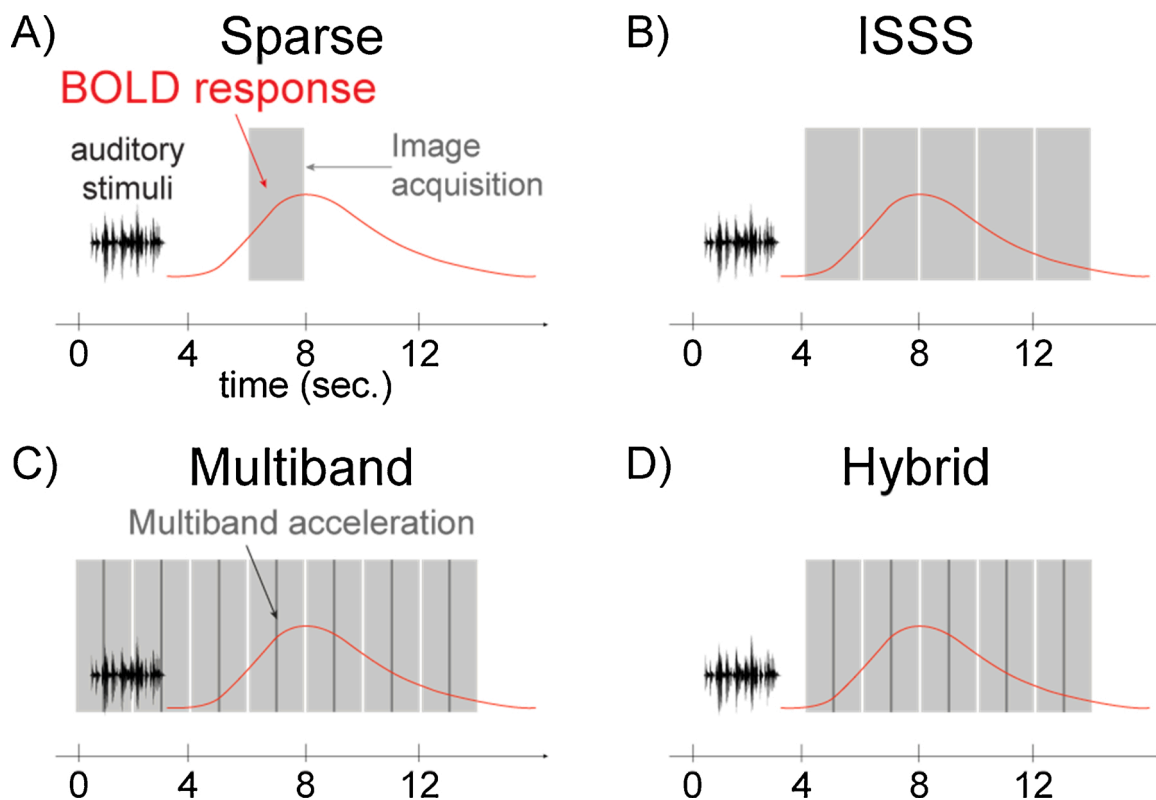 A) Sparse
BOLD response
auditory
stimuli
Image
acquisition
0 4 8 12
time (sec.)
B) ISSS
0 4 8 12
C) Multiband
Multiband acceleration
0 4 8 12
D) Hybrid
0 4 8 12